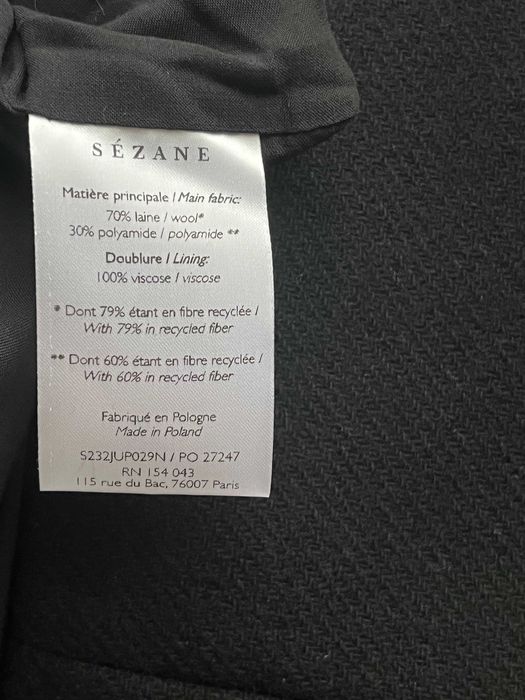 SÉZANE
Matière principale / Main fabric:
70% laine / wool*
30% polyamide / polyamide **
Doublure / Lining:
100% viscose / viscose
* Dont 79% étant en fibre recyclée /
With 79% in recycled fiber
** Dont 60% étant en fibre recyclée /
With 60% in recycled fiber
Fabriqué en Pologne
Made in Poland
S232JUP029N / PO 27247
RN 154 043
115 rue du Bac, 76007 Paris